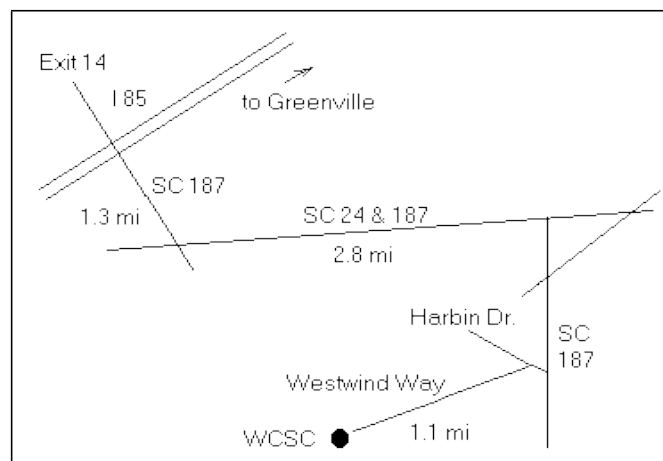 Exit 14
I 85
to Greenville
SC 187
1.3 mi
SC 24 & 187
2.8 mi
Harbin Dr.
SC
187
Westwind Way
WCSC
1.1 mi